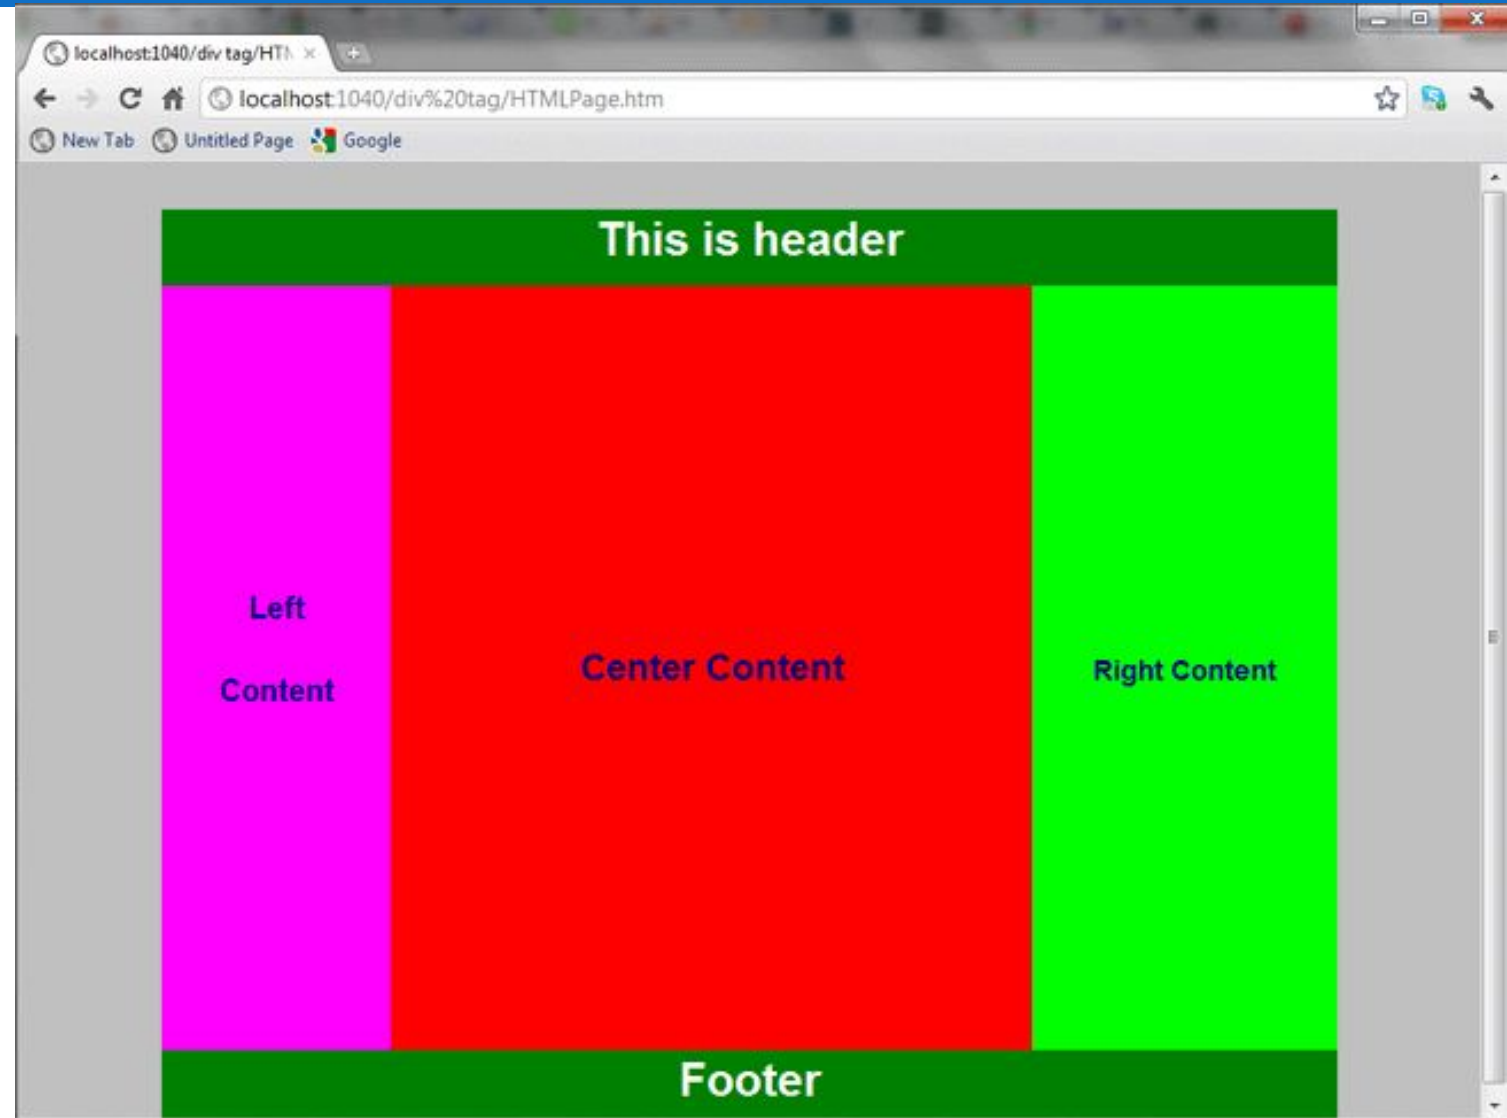 localhost:1040/div tag/HTM
localhost:1040/div%20tag/HTMLPage.htm
New Tab Untitled Page Google
This is header
Left
Content
Center Content
Right Content
Footer